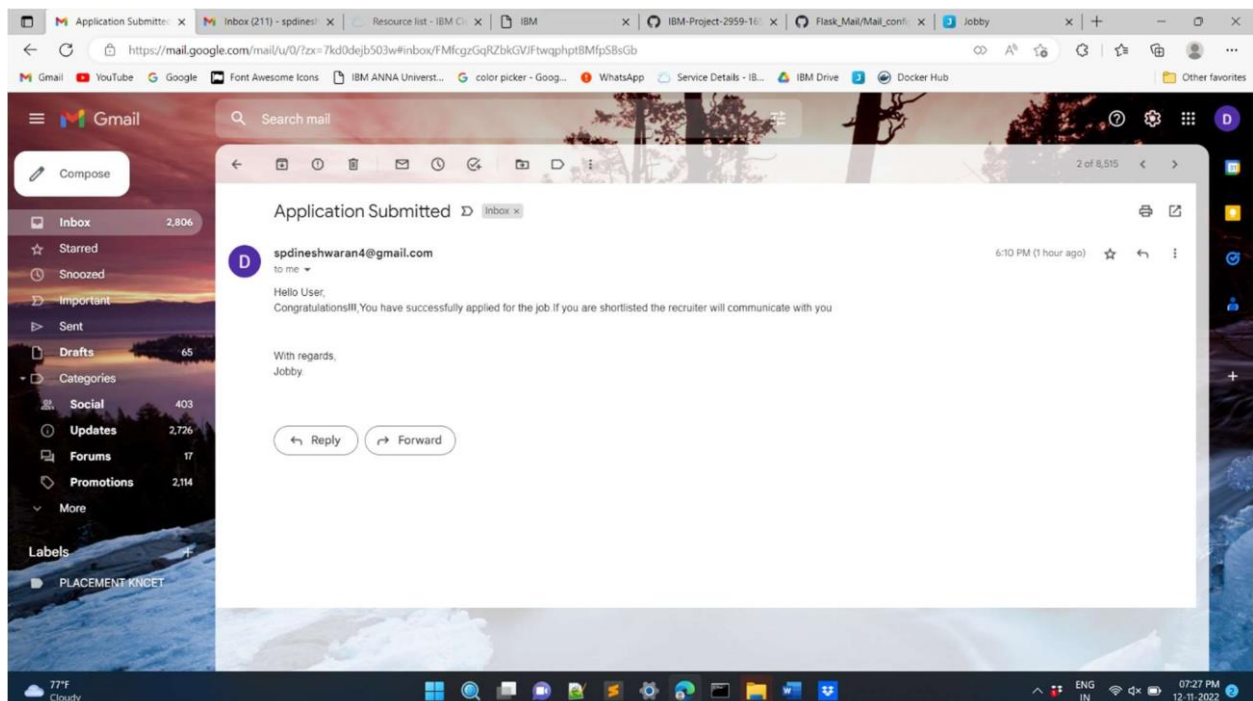 Application Submitted
Inbox (211) - spdinesh
Resource list - IBM Cl
IBM
IBM-Project-2959-16
Flask_Mail/Mail_confi
Jobby
https://mail.google.com/mail/u/0/?zx=7kd0dejb503w#inbox/FMfcgzGqRZbkGVJFtwqphptBMfpSBsGb
Gmail
YouTube
Google
Font Awesome Icons
IBM ANNA Universt...
color picker - Goog...
WhatsApp
Service Details - IB...
IBM Drive
Docker Hub
Other favorites
Gmail
Search mail
D
Compose
2 of 8,515
Inbox 2,806
Starred
Snoozed
Important
Sent
Drafts 65
Categories
Social 403
Updates 2,726
Forums 17
Promotions 2,114
More
Labels
PLACEMENT KNCET
Application Submitted
Inbox ×
D
spdineshwaran4@gmail.com
6:10 PM (1 hour ago)
to me
Hello User,
Congratulations!!!,You have successfully applied for the job.If you are shortlisted the recruiter will communicate with you
With regards,
Jobby.
Reply
Forward
77°F
Cloudy
ENG
IN
07:27 PM
12-11-2022
2